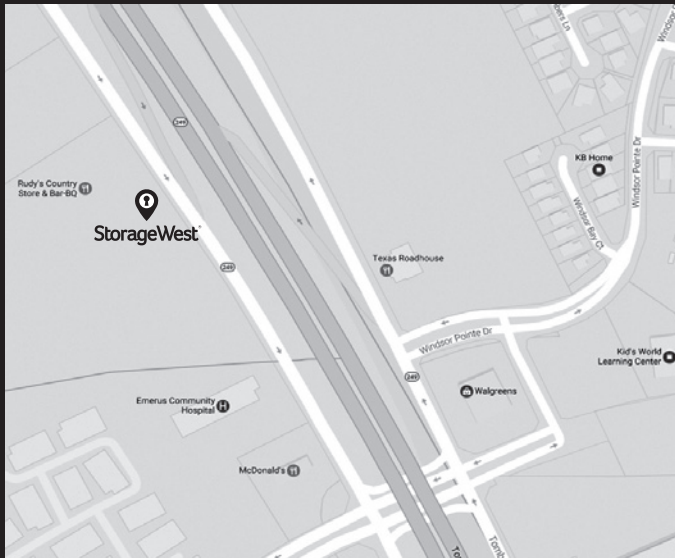 Windsor
249
KB Home
Windsor Pointe Dr
Rudy's Country
Store & Bar-BQ
StorageWest
Windsor Bay Ct
Texas Roadhouse
249
Windsor Pointe Dr
Kid's World
Learning Center
249
Walgreens
Emerus Community
Hospital
H
McDonald's